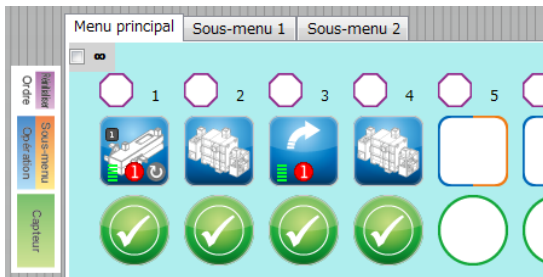 Menu principal
Sous-menu 1
Sous-menu 2
∞
1
2
3
4
5
Réinitialiser
Ordre
Sous-menu
Opération
Capteur
1
1
1